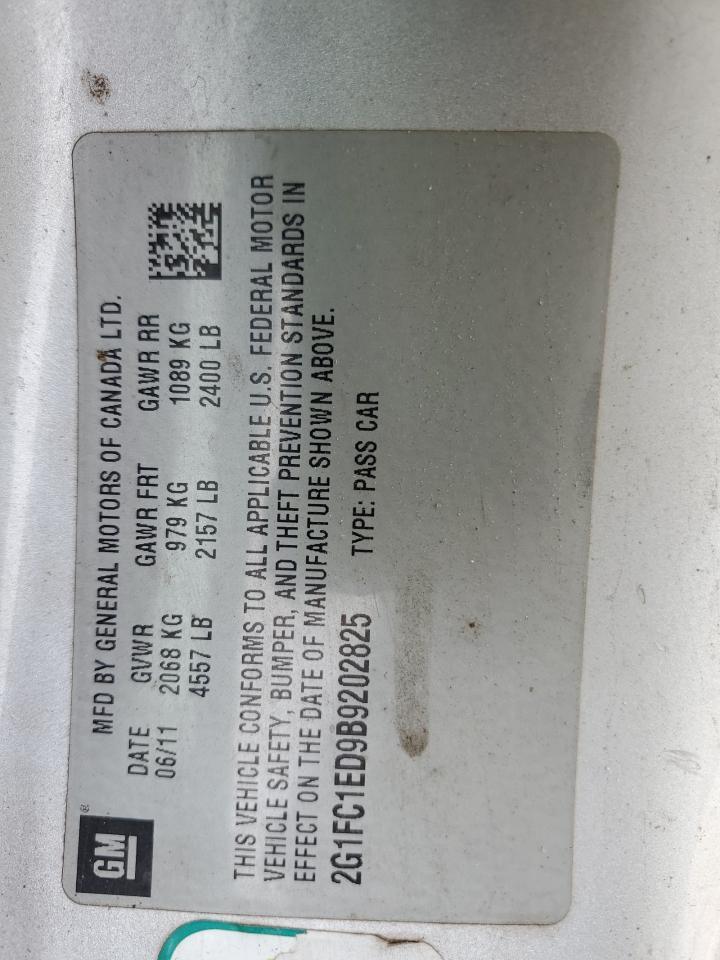 GM®
MFD BY GENERAL MOTORS OF CANADA LTD.
DATE GVWR GAWR FRT GAWR RR
06/11 2068 KG 979 KG 1089 KG
4557 LB 2157 LB 2400 LB
THIS VEHICLE CONFORMS TO ALL APPLICABLE U.S. FEDERAL MOTOR
VEHICLE SAFETY, BUMPER, AND THEFT PREVENTION STANDARDS IN
EFFECT ON THE DATE OF MANUFACTURE SHOWN ABOVE.
2G1FC1ED9B9202825 TYPE: PASS CAR